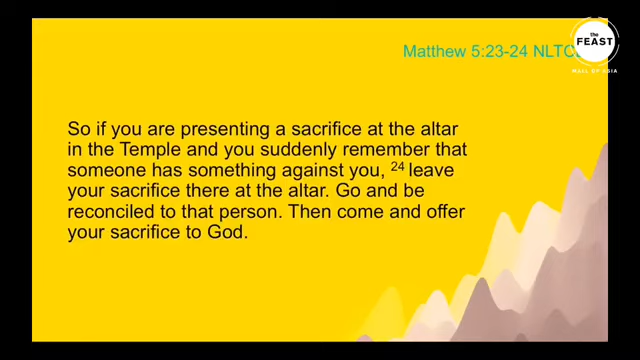 Matthew 5:23-24 NLTC
the
FEAST
MALL OF ASIA
So if you are presenting a sacrifice at the altar
in the Temple and you suddenly remember that
someone has something against you, ²⁴ leave
your sacrifice there at the altar. Go and be
reconciled to that person. Then come and offer
your sacrifice to God.